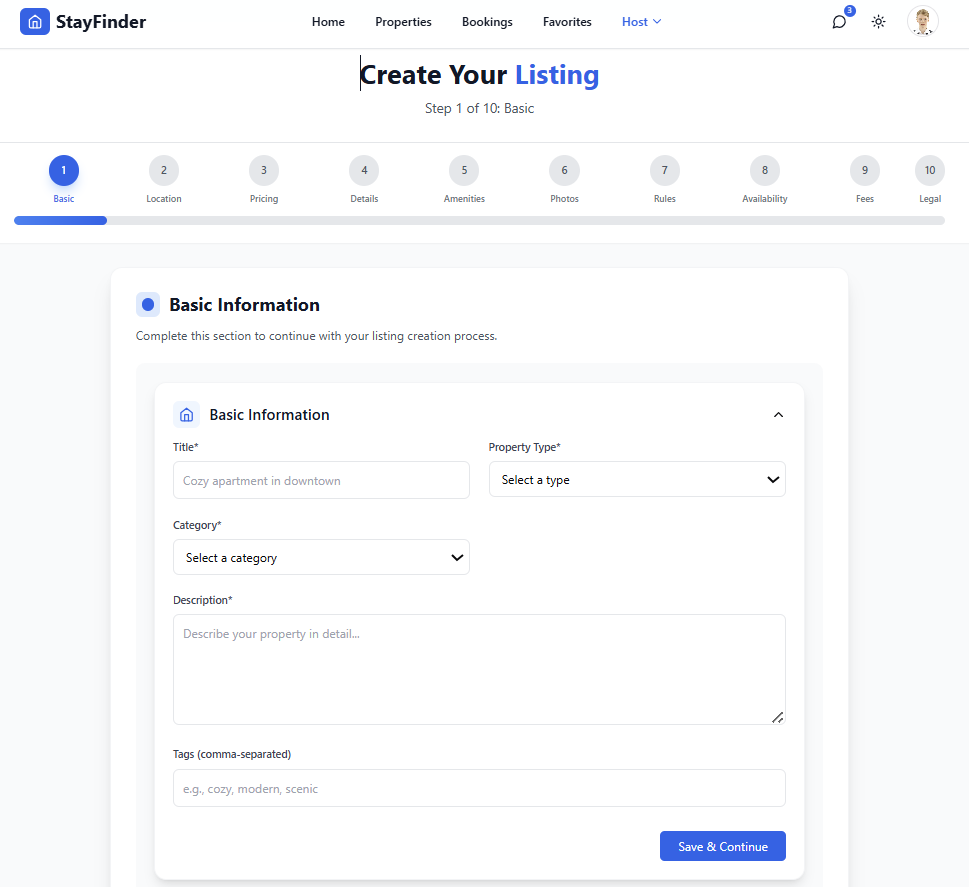 StayFinder
Home Properties Bookings Favorites Host 3
Create Your Listing
Step 1 of 10: Basic
1 2 3 4 5 6 7 8 9 10
Basic Location Pricing Details Amenities Photos Rules Availability Fees Legal
Basic Information
Complete this section to continue with your listing creation process.
Basic Information
Title* Property Type*
Cozy apartment in downtown Select a type
Category*
Select a category
Description*
Describe your property in detail...
Tags (comma-separated)
e.g., cozy, modern, scenic
Save & Continue